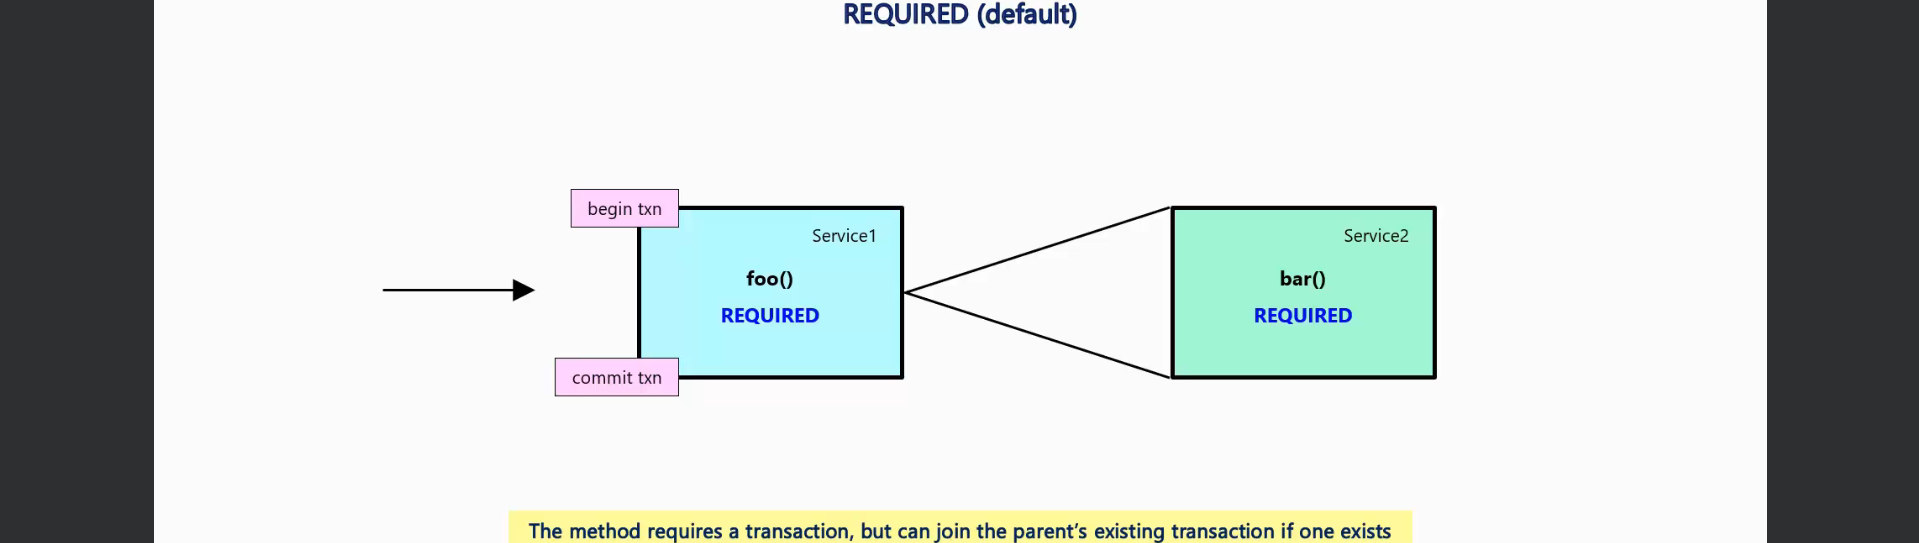 REQUIRED (default)
begin txn
Service1
foo()
REQUIRED
commit txn
Service2
bar()
REQUIRED
The method requires a transaction, but can join the parent's existing transaction if one exists